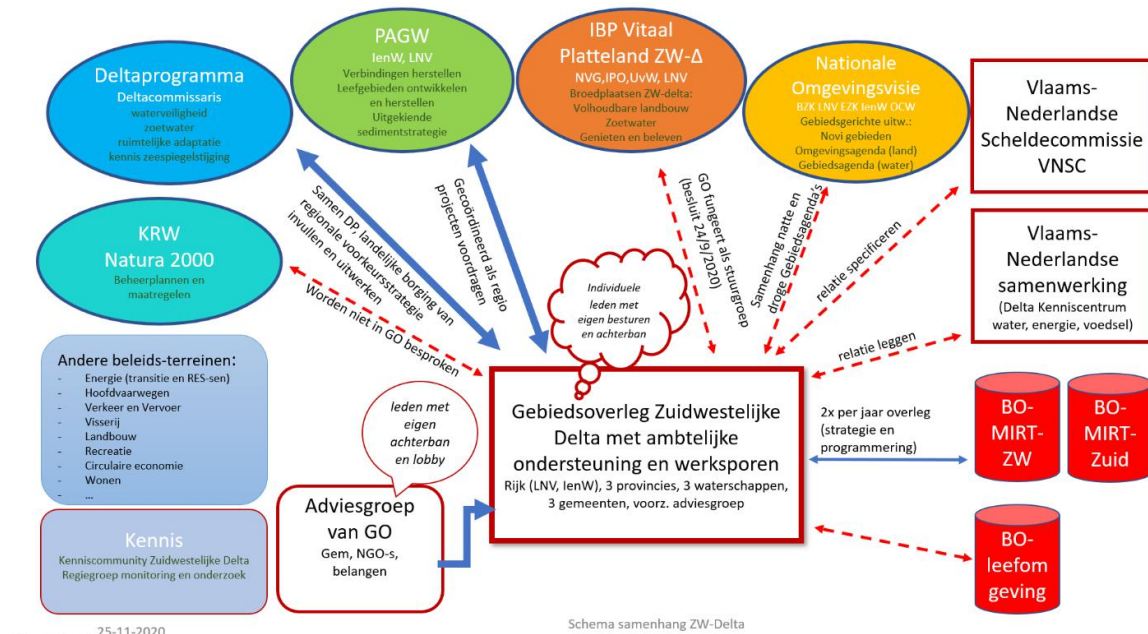 Deltaprogramma
Deltacommissaris
waterveiligheid
zoetwater
ruimtelijke adaptatie
kennis zeespiegelstijging
PAGW
IenW, LNV
Verbindingen herstellen
Leefgebieden ontwikkelen
en herstellen
Uitgekiende
sedimentstrategie
IBP Vitaal
Platteland ZW-Δ
NVG,IPO,UvW, LNV
Broedplaatsen ZW-delta:
Volhoudbare landbouw
Zoetwater
Genieten en beleven
Nationale
Omgevingsvisie
BZK LNV EZK IenW OCW
Gebiedsgerichte uitw.:
Novi gebieden
Omgevingsagenda (land)
Gebiedsagenda (water)
Vlaams-
Nederlandse
Scheldecommissie
VNSC
KRW
Natura 2000
Beheerplannen en
maatregelen
Samen DP, landelijke borging van
regionale voorkeursstrategie
invullen en uitwerken
Gecoördineerd als regio
projecten voordragen
GO fungeert als stuurgroep
(besluit 24/9/2020)
Samenhang natte en
droge Gebiedsagenda's
relatie specificeren
Vlaams-
Nederlandse
samenwerking
(Delta Kenniscentrum
water, energie, voedsel)
Worden niet in GO besproken
Individuele
leden met
eigen besturen
en achterban
relatie leggen
Andere beleids-terreinen:
- Energie (transitie en RES-sen)
- Hoofdvaarwegen
- Verkeer en Vervoer
- Visserij
- Landbouw
- Recreatie
- Circulaire economie
- Wonen
- ...
leden met
eigen
achterban
en lobby
Gebiedsoverleg Zuidwestelijke
Delta met ambtelijke
ondersteuning en werksporen
Rijk (LNV, IenW), 3 provincies, 3 waterschappen,
3 gemeenten, voorz. adviesgroep
2x per jaar overleg
(strategie en
programmering)
BO-
MIRT-
ZW
BO-
MIRT-
Zuid
Adviesgroep
van GO
Gem, NGO-s,
belangen
Kennis
Kenniscommunity Zuidwestelijke Delta
Regiegroep monitoring en onderzoek
BO-
leefom
geving
25-11-2020
Schema samenhang ZW-Delta